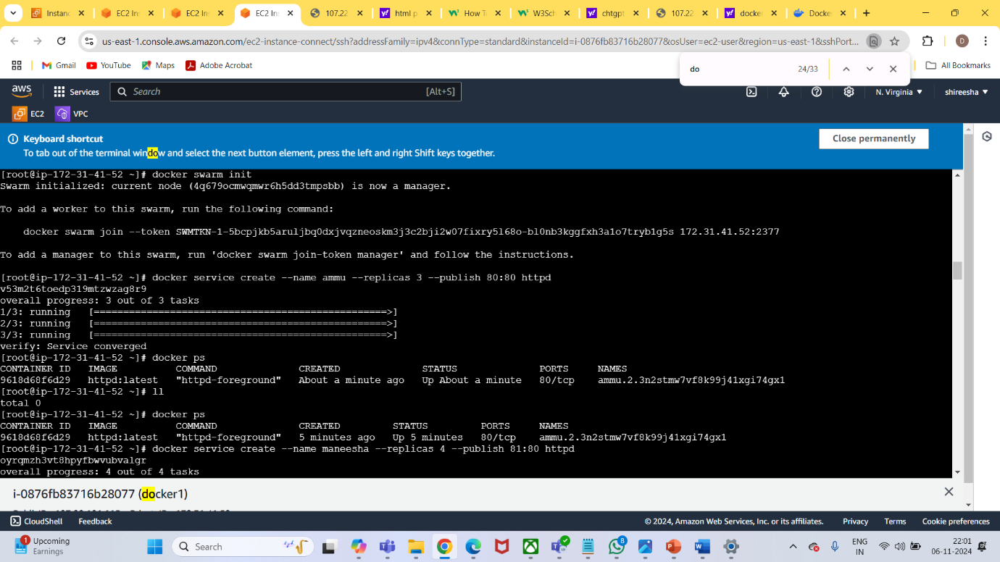 Instanc
EC2 In
EC2 In
EC2 In
107.22
html p
How T
W3Sch
chtgpt
107.22
docke
Docke
us-east-1.console.aws.amazon.com/ec2-instance-connect/ssh?addressFamily=ipv4&connType=standard&instanceId=i-0876fb83716b28077&osUser=ec2-user&region=us-east-1&sshPort...
D
Gmail YouTube Maps Adobe Acrobat
do 24/33
All Bookmarks
aws Services Search [Alt+S] N. Virginia shireesha
EC2 VPC
Keyboard shortcut
To tab out of the terminal window and select the next button element, press the left and right Shift keys together.
Close permanently
[root@ip-172-31-41-52 ~]# docker swarm init
Swarm initialized: current node (4q679ocmwqmwr6h5dd3tmpsbb) is now a manager.
To add a worker to this swarm, run the following command:
docker swarm join --token SWMTKN-1-5bcpjkb5aruljbq0dxjvqzneoskm3j3c2bji2w07fixry5l68o-bl0nb3kggfxh3a1o7tryb1g5s 172.31.41.52:2377
To add a manager to this swarm, run 'docker swarm join-token manager' and follow the instructions.
[root@ip-172-31-41-52 ~]# docker service create --name ammu --replicas 3 --publish 80:80 httpd
v53m2t6toedp319mtzwzag8r9
overall progress: 3 out of 3 tasks
1/3: running [==================================================>]
2/3: running [==================================================>]
3/3: running [==================================================>]
verify: Service converged
[root@ip-172-31-41-52 ~]# docker ps
CONTAINER ID IMAGE COMMAND CREATED STATUS PORTS NAMES
9618d68f6d29 httpd:latest "httpd-foreground" About a minute ago Up About a minute 80/tcp ammu.2.3n2stmw7vf8k99j41xgi74gx1
[root@ip-172-31-41-52 ~]# ll
total 0
[root@ip-172-31-41-52 ~]# docker ps
CONTAINER ID IMAGE COMMAND CREATED STATUS PORTS NAMES
9618d68f6d29 httpd:latest "httpd-foreground" 5 minutes ago Up 5 minutes 80/tcp ammu.2.3n2stmw7vf8k99j41xgi74gx1
[root@ip-172-31-41-52 ~]# docker service create --name maneesha --replicas 4 --publish 81:80 httpd
oyrqmzh3vt8hpyfbwvubvalgr
overall progress: 4 out of 4 tasks
i-0876fb83716b28077 (docker1)
CloudShell Feedback © 2024, Amazon Web Services, Inc. or its affiliates. Privacy Terms Cookie preferences
1 Upcoming
Earnings
Search
8
ENG
IN
22:01
06-11-2024